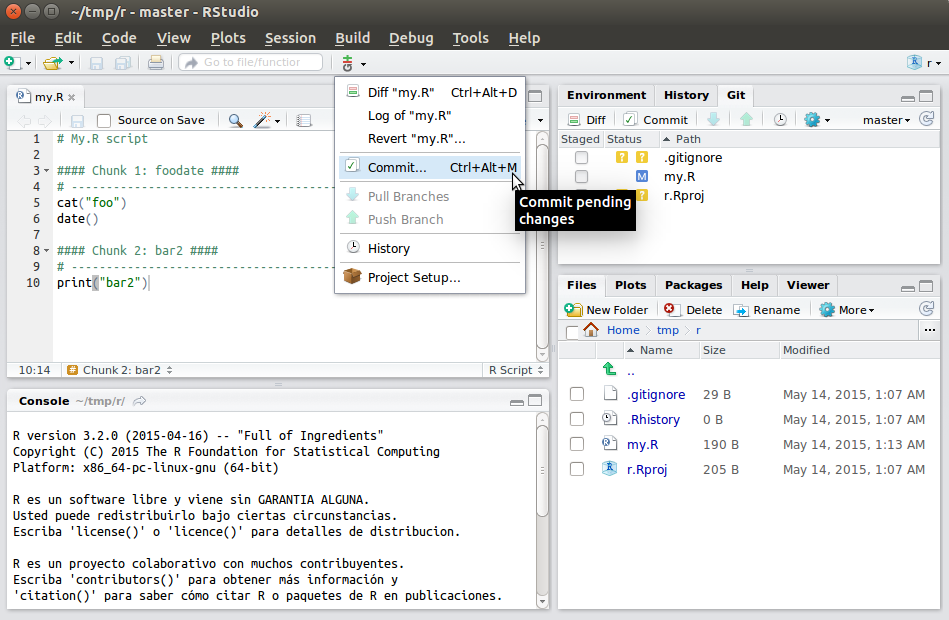 ~/tmp/r - master - RStudio
File Edit Code View Plots Session Build Debug Tools Help
Go to file/function
r
my.R
Source on Save
1 # My.R script
2
3 #### Chunk 1: foodate ####
4 # ------------------------------------
5 cat("foo")
6 date()
7
8 #### Chunk 2: bar2 ####
9 # ------------------------------------
10 print("bar2")
10:14 # Chunk 2: bar2 R Script
Diff "my.R" Ctrl+Alt+D
Log of "my.R"
Revert "my.R"...
Commit... Ctrl+Alt+M
Pull Branches
Push Branch
History
Project Setup...
Commit pending
changes
Environment History Git
Diff Commit master
Staged Status Path
? ? .gitignore
M my.R
? r.Rproj
Files Plots Packages Help Viewer
New Folder Delete Rename More
Home tmp r ...
Name Size Modified
..
.gitignore 29 B May 14, 2015, 1:07 AM
.Rhistory 0 B May 14, 2015, 1:07 AM
my.R 190 B May 14, 2015, 1:13 AM
r.Rproj 205 B May 14, 2015, 1:07 AM
Console ~/tmp/r/
R version 3.2.0 (2015-04-16) -- "Full of Ingredients"
Copyright (C) 2015 The R Foundation for Statistical Computing
Platform: x86_64-pc-linux-gnu (64-bit)
R es un software libre y viene sin GARANTIA ALGUNA.
Usted puede redistribuirlo bajo ciertas circunstancias.
Escriba 'license()' o 'licence()' para detalles de distribucion.
R es un proyecto colaborativo con muchos contribuyentes.
Escriba 'contributors()' para obtener más información y
'citation()' para saber cómo citar R o paquetes de R en publicaciones.